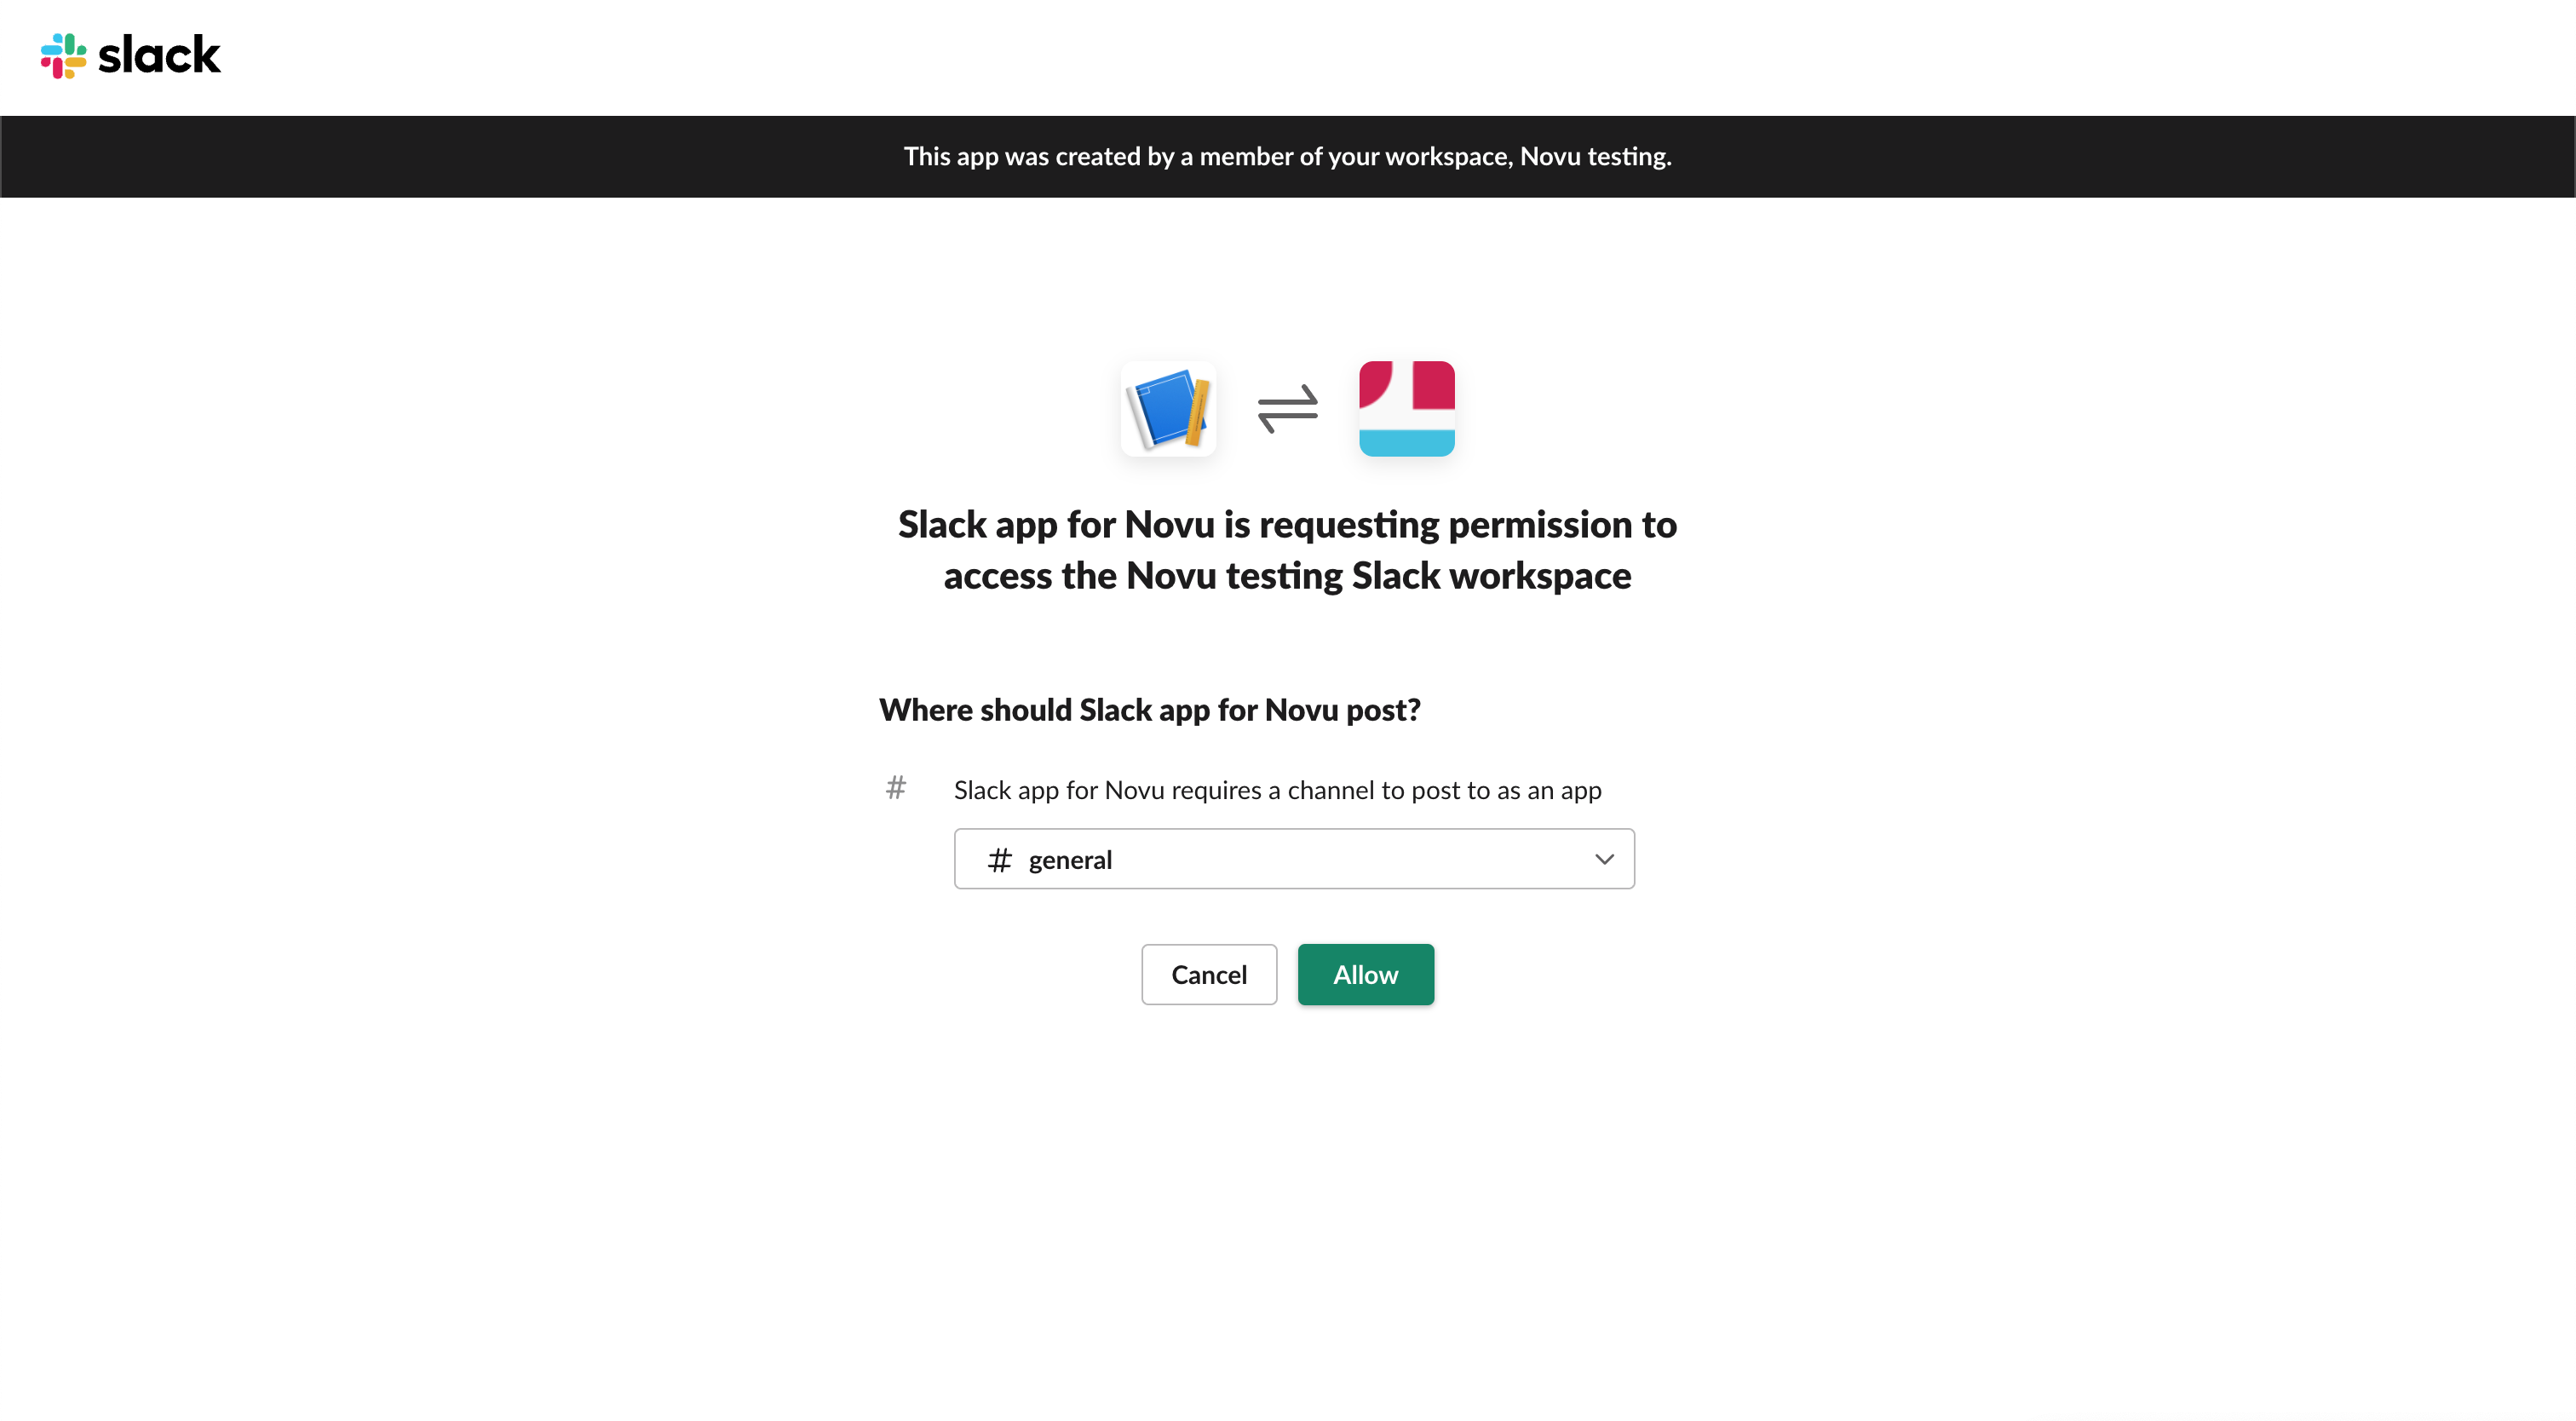 slack
This app was created by a member of your workspace, Novu testing.
Slack app for Novu is requesting permission to
access the Novu testing Slack workspace
Where should Slack app for Novu post?
# Slack app for Novu requires a channel to post to as an app
# general
Cancel Allow